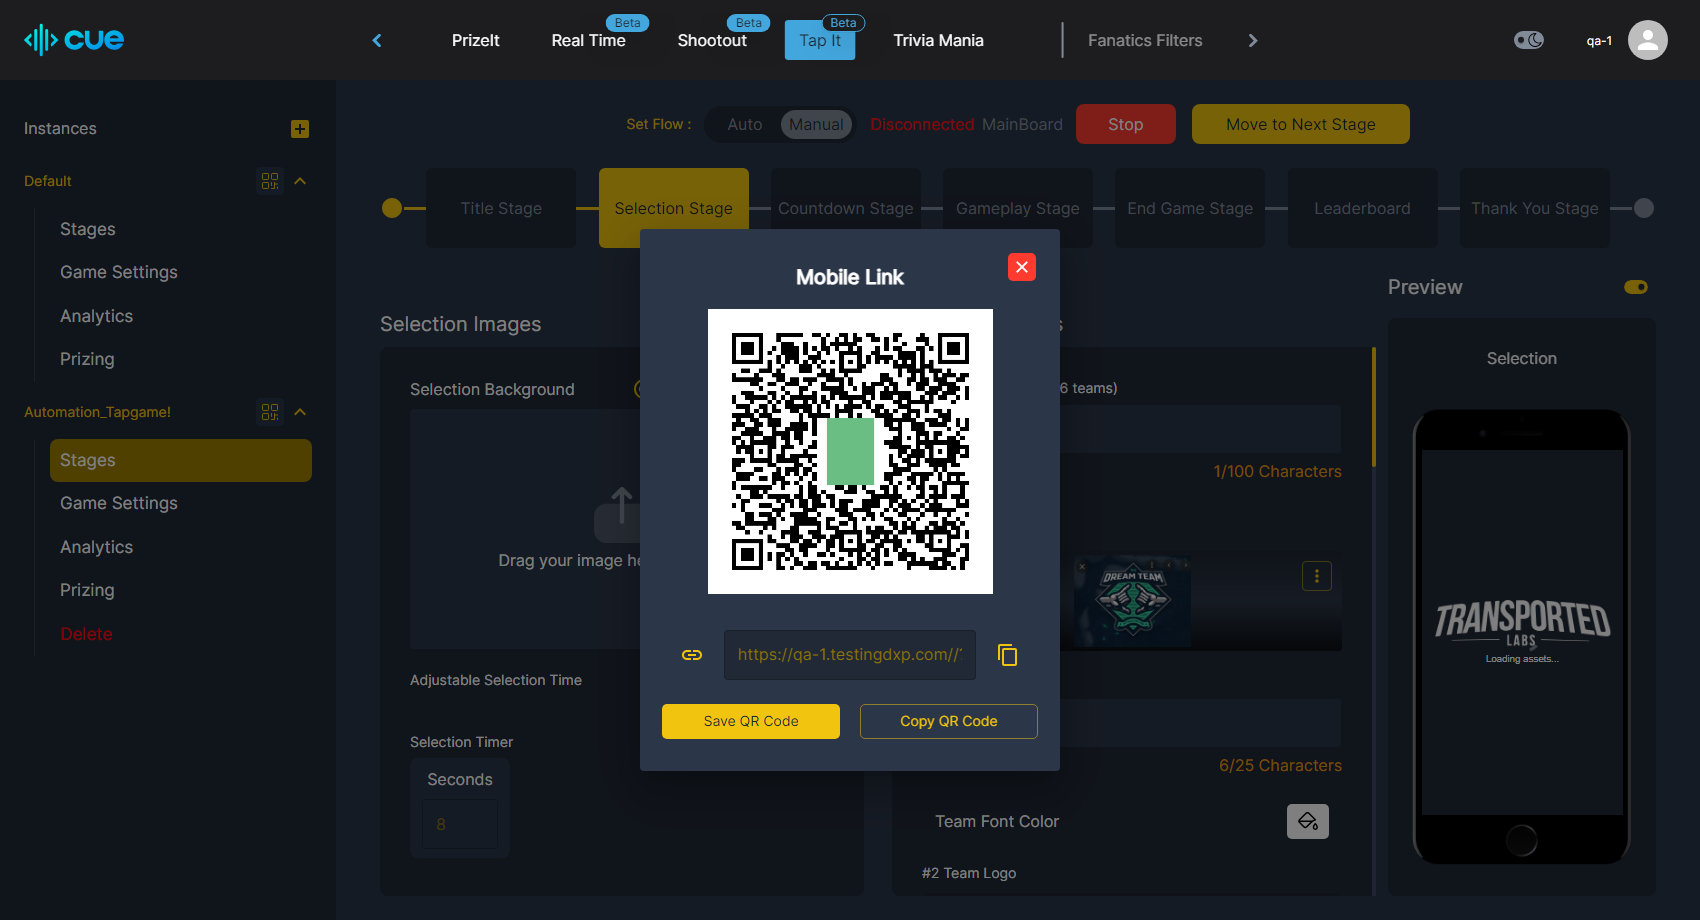 cue
PrizeIt
Beta
Real Time
Beta
Shootout
Beta
Tap It
Trivia Mania
Fanatics Filters
qa-1
Instances
Default
Stages
Game Settings
Analytics
Prizing
Automation_Tapgame!
Stages
Game Settings
Analytics
Prizing
Delete
Set Flow :
Auto
Manual
Disconnected MainBoard
Stop
Move to Next Stage
Title Stage
Selection Stage
Countdown Stage
Gameplay Stage
End Game Stage
Leaderboard
Thank You Stage
Selection Images
Selection Background
Drag your image he
Adjustable Selection Time
Selection Timer
Seconds
8
Mobile Link
https://qa-1.testingdxp.com//
Save QR Code
Copy QR Code
s
6 teams)
1/100 Characters
DREAM TEAM
6/25 Characters
Team Font Color
#2 Team Logo
Preview
Selection
TRANSPORTED
LABS
Loading assets...